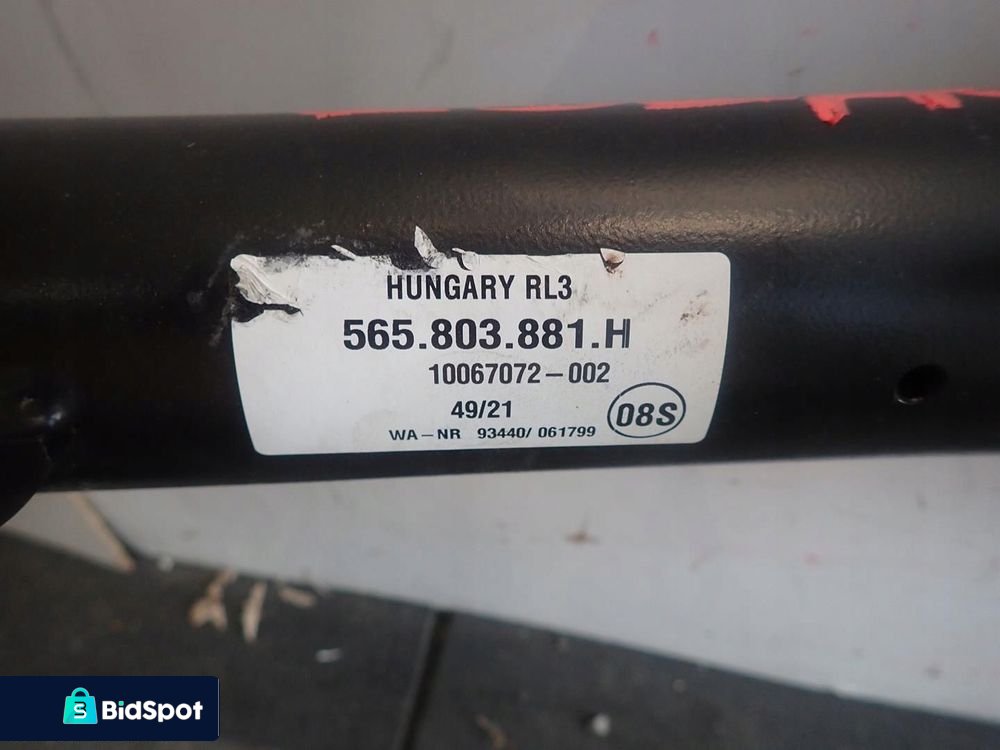 HUNGARY RL3
565.803.881.H
10067072-002
49/21
08S
WA-NR 93440/ 061799
BidSpot